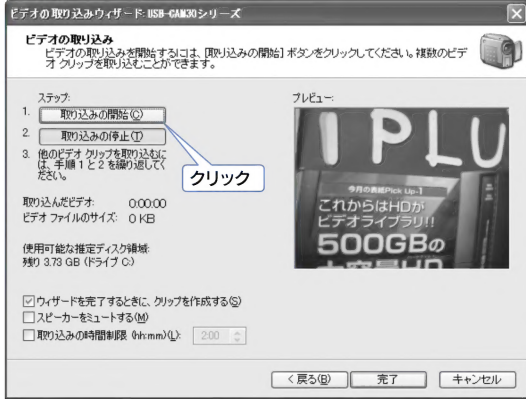 ビデオの取り込みウィザード: USB-CAM30シリーズ
ビデオの取り込み
ビデオの取り込みを開始するには、[取り込みの開始] ボタンをクリックしてください。複数のビデ
オ クリップを取り込むことができます。
ステップ:
1. 取り込みの開始(C)
2. 取り込みの停止(T)
3. 他のビデオ クリップを取り込むに
は、手順 1 と 2 を繰り返してく
ださい。
クリック
取り込んだビデオ: 0:00:00
ビデオ ファイルのサイズ: 0 KB
使用可能な推定ディスク領域:
残り 3.73 GB (ドライブ C:)
プレビュー:
I PLU
今月の表紙Pick Up-1
これからはHDが
ビデオライブラリ!!
500GBの
大容量HD
ウィザードを完了するときに、クリップを作成する(S)
スピーカーをミュートする(M)
取り込みの時間制限 (hh:mm)(L): 2:00
< 戻る(B)
完了
キャンセル